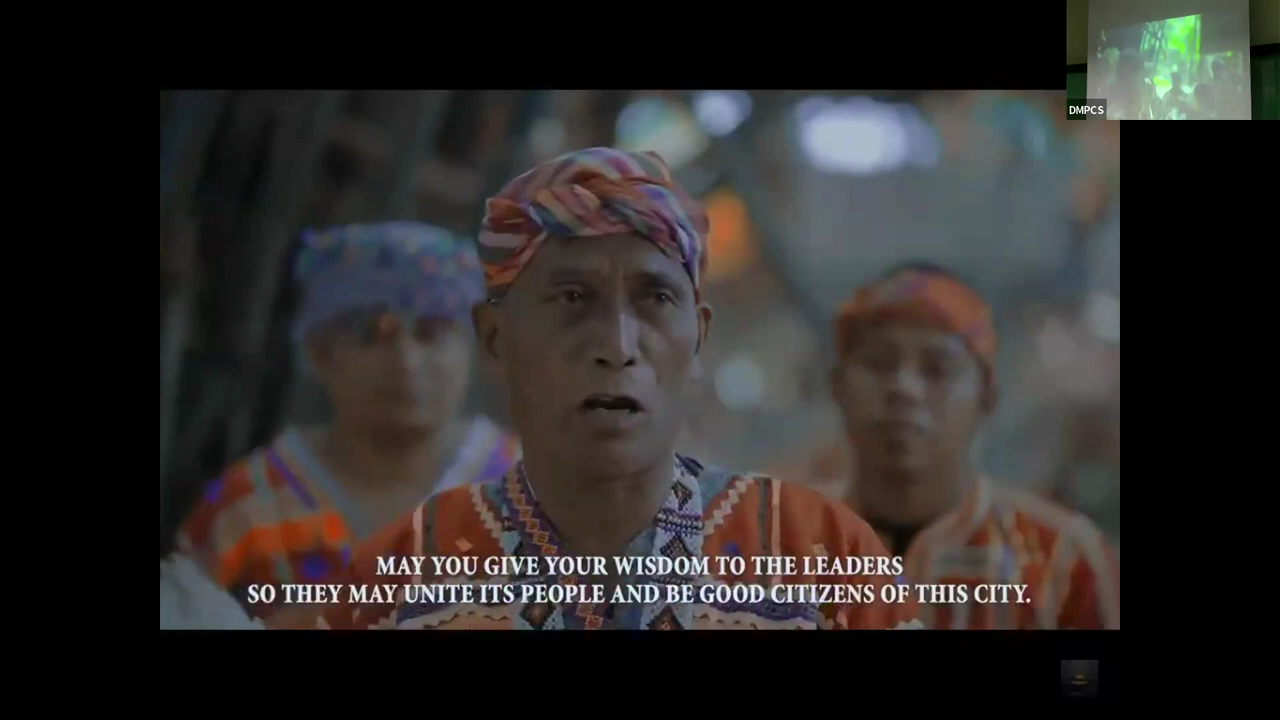 DMPCS
MAY YOU GIVE YOUR WISDOM TO THE LEADERS
SO THEY MAY UNITE ITS PEOPLE AND BE GOOD CITIZENS OF THIS CITY.